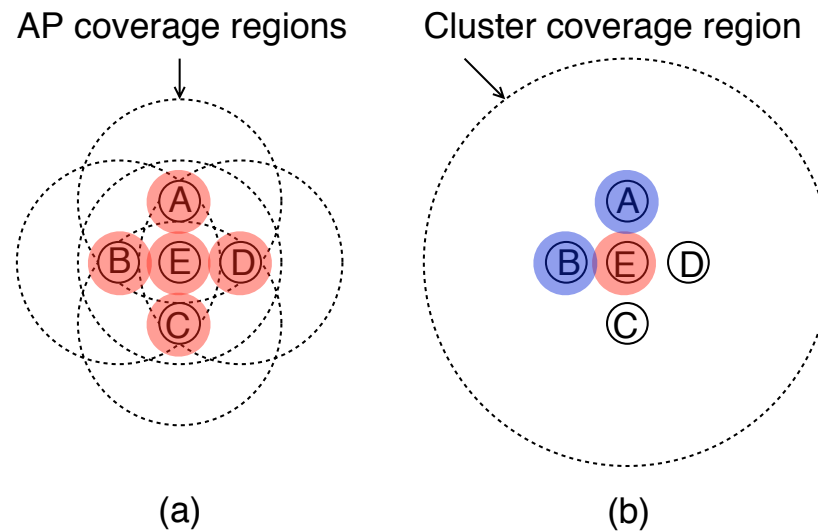 AP coverage regions
Cluster coverage region
A
B E D
C
A
B E D
C
(a)
(b)